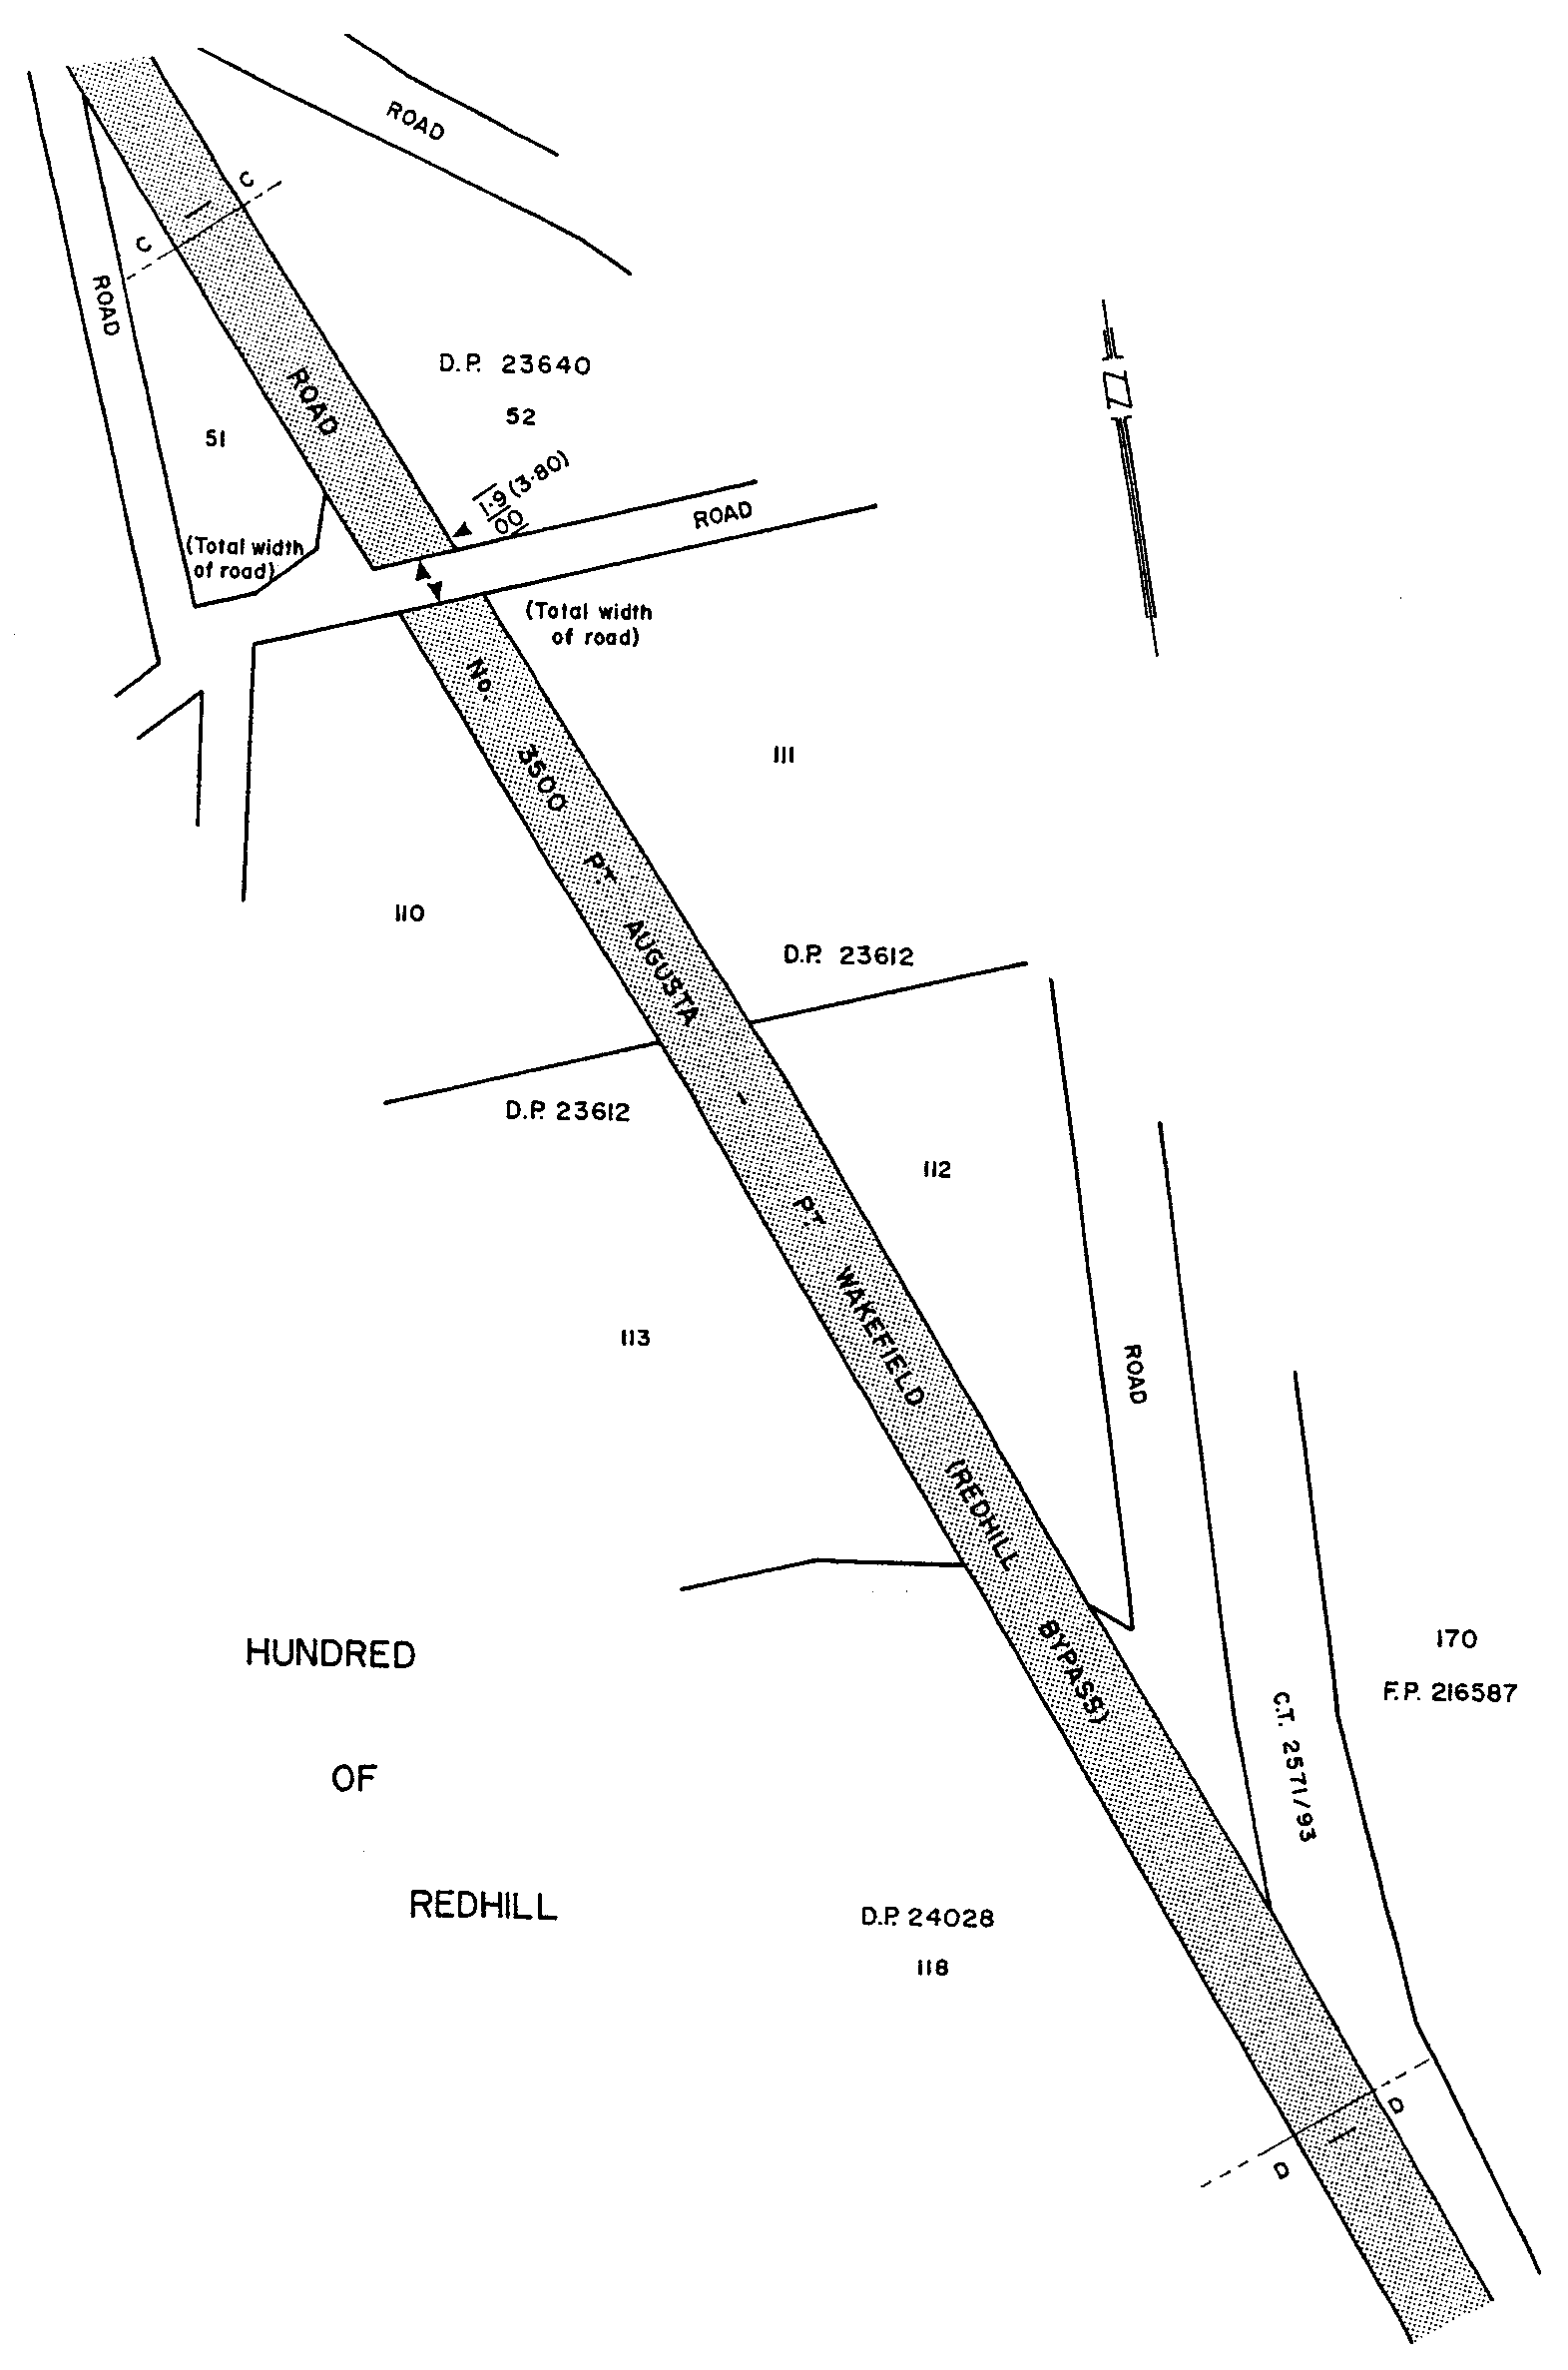 ROAD
C
C
ROAD
D.P. 23640
52
51
1:9 (3·80)
100
ROAD
(Total width
of road)
(Total width
of road)
ROAD No. 3500 PT. AUGUSTA - PT. WAKEFIELD (REDHILL BYPASS)
111
110
D.P. 23612
D.P. 23612
112
113
ROAD
170
F.P. 216587
C.T. 2571/93
HUNDRED
OF
REDHILL
D.P. 24028
118
D
D